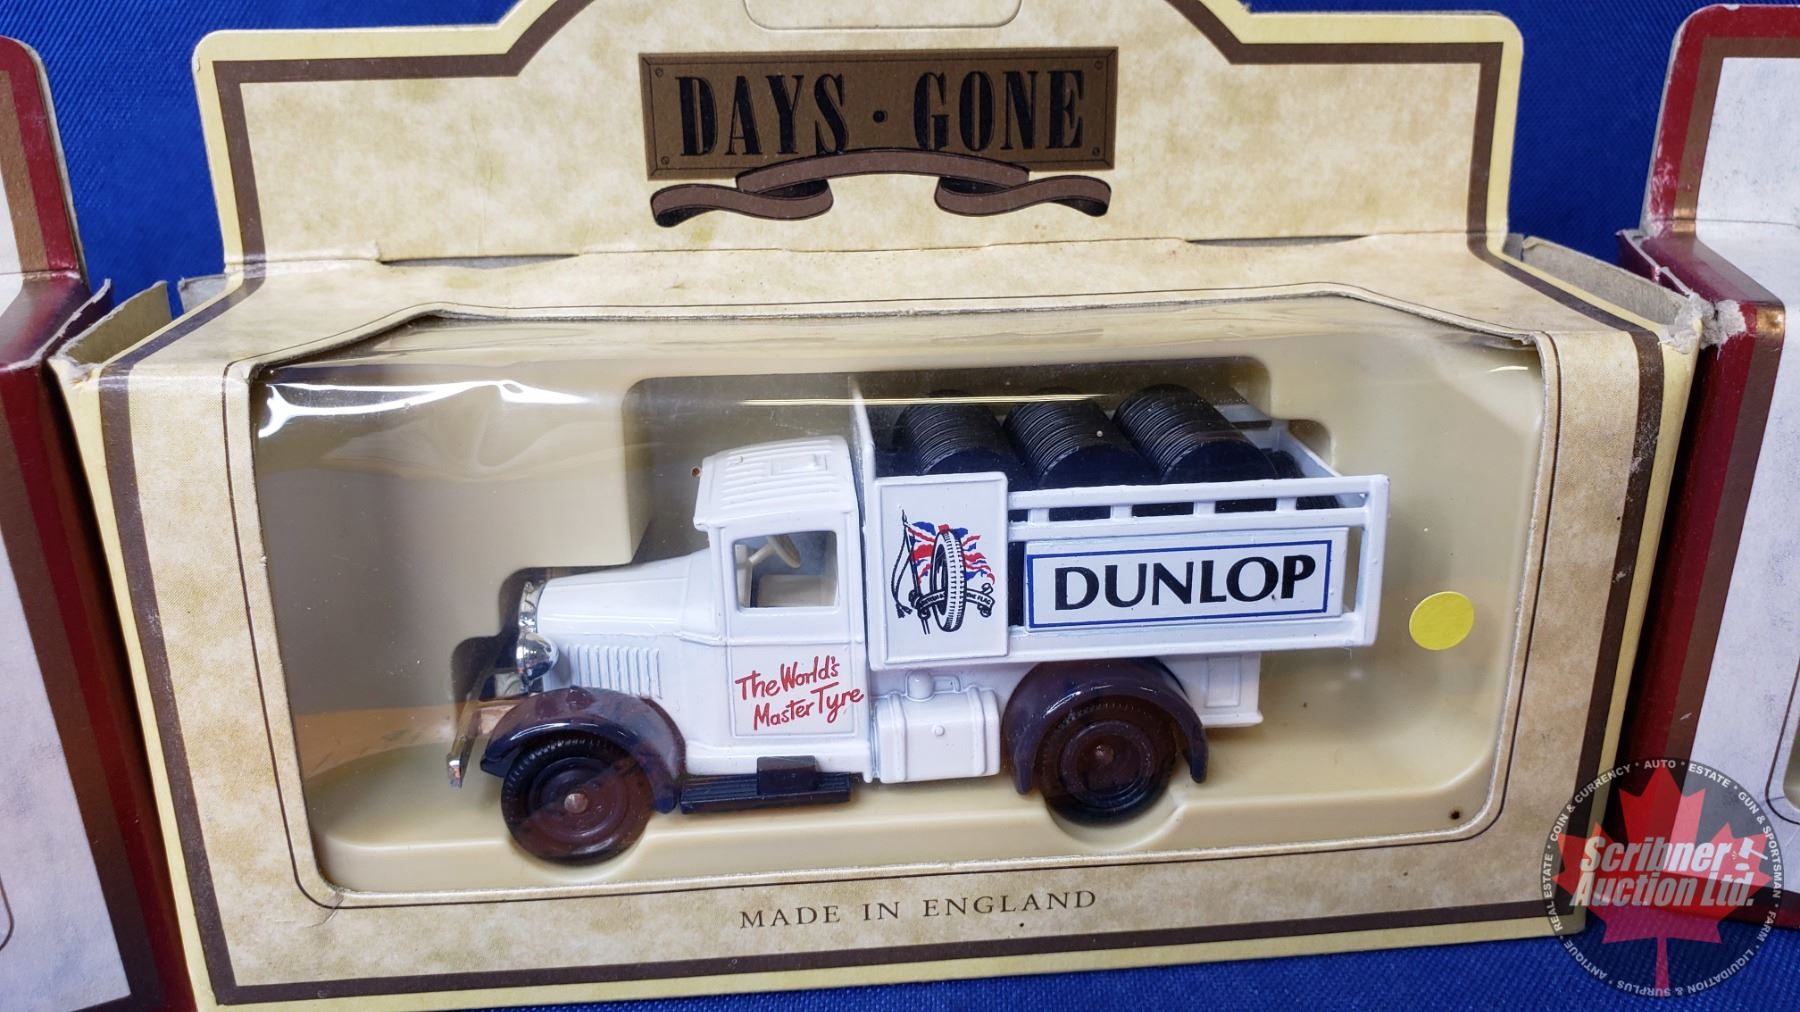 DAYS · GONE
DUNLOP
The World's
Master Tyre
MADE IN ENGLAND
Scribner
Auction Ltd.
REAL ESTATE · COIN & CURRENCY · AUTO · ESTATE · GUN & SPORTSMAN · FARM · LIQUIDATION & SURPLUS · ANTIQUE ·